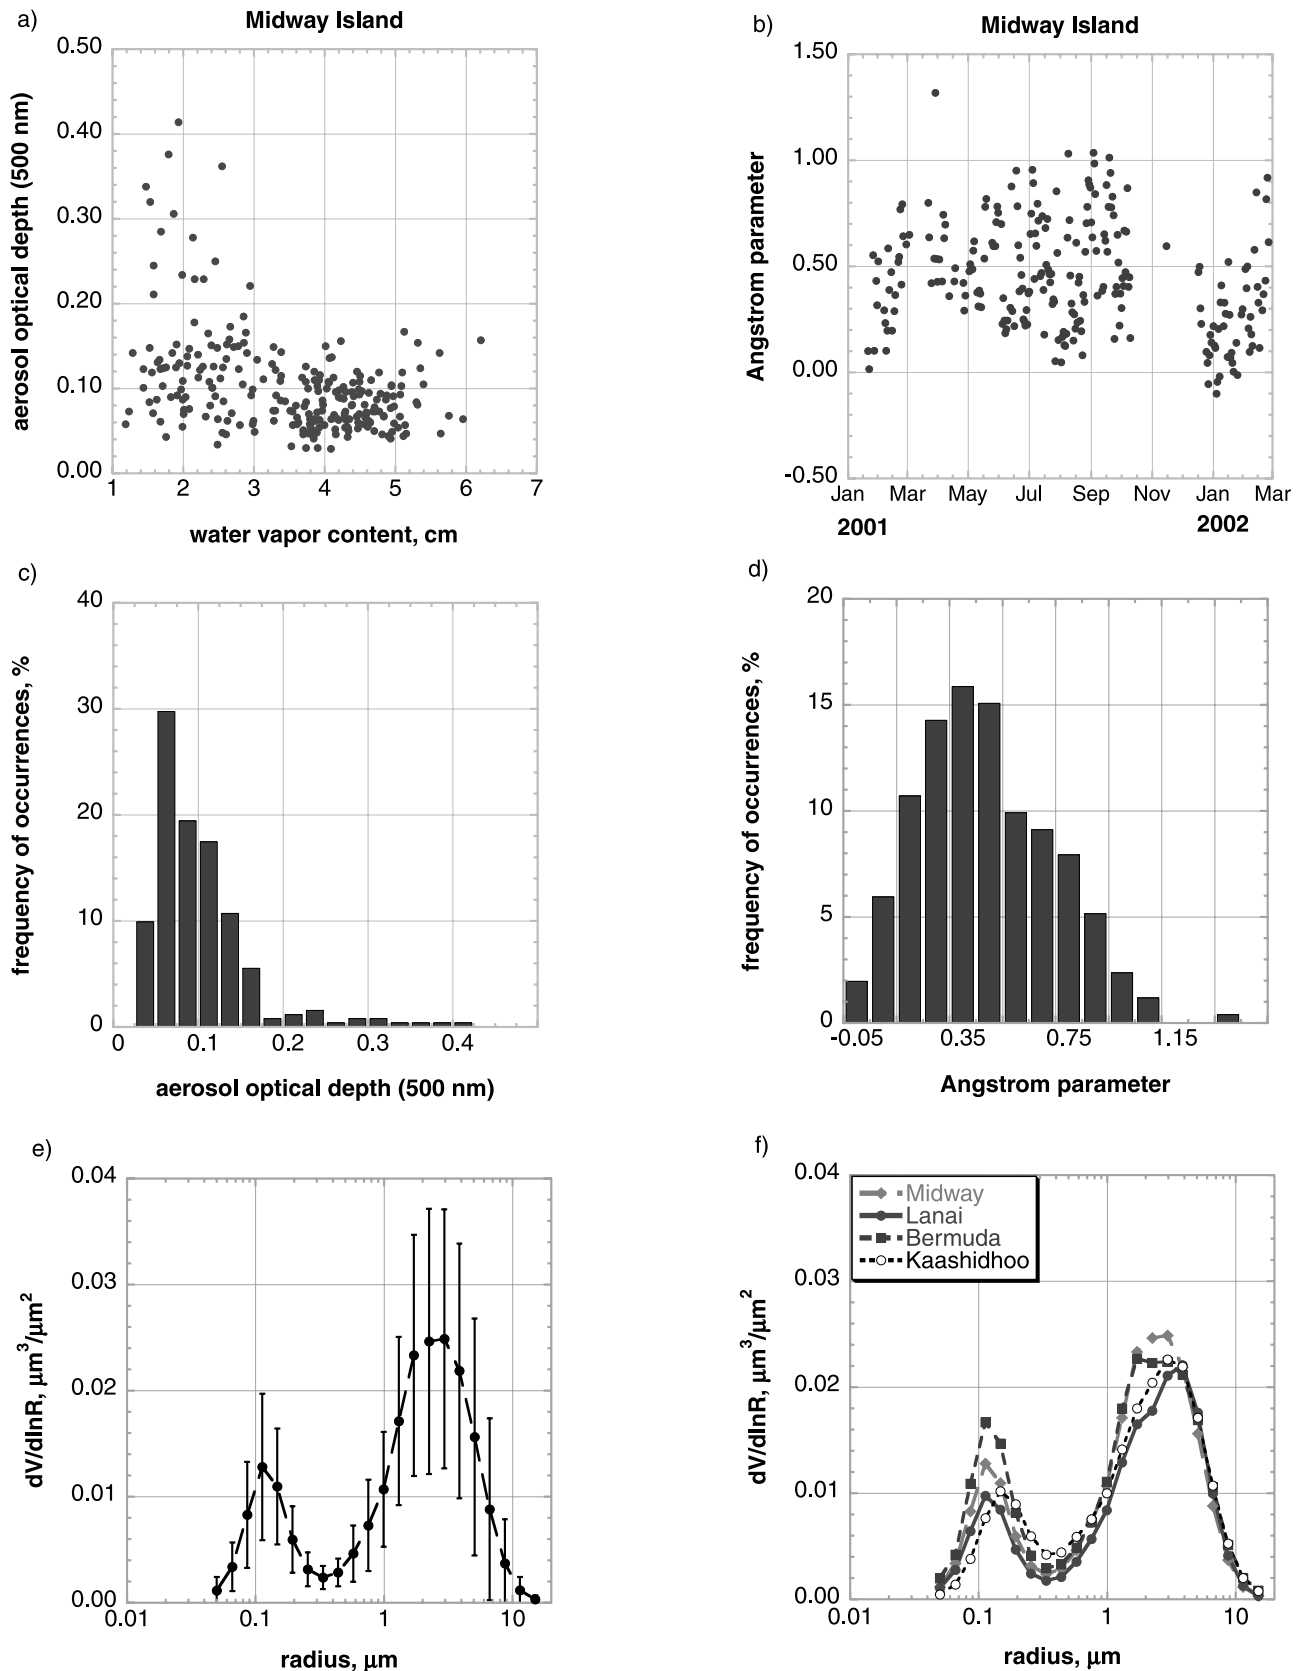 a)
Midway Island
0.50
0.40
0.30
0.20
0.10
0.00
aerosol optical depth (500 nm)
1 2 3 4 5 6 7
water vapor content, cm
b)
Midway Island
1.50
1.00
0.50
0.00
-0.50
Angstrom parameter
Jan Mar May Jul Sep Nov Jan Mar
2001 2002
c)
40
30
20
10
0
frequency of occurrences, %
0 0.1 0.2 0.3 0.4
aerosol optical depth (500 nm)
d)
20
15
10
5
0
frequency of occurrences, %
-0.05 0.35 0.75 1.15
Angstrom parameter
e)
0.04
0.03
0.02
0.01
0.00
dV/dlnR, μm³/μm²
0.01 0.1 1 10
radius, μm
f)
0.04
0.03
0.02
0.01
0.00
dV/dlnR, μm³/μm²
Midway
Lanai
Bermuda
Kaashidhoo
0.01 0.1 1 10
radius, μm